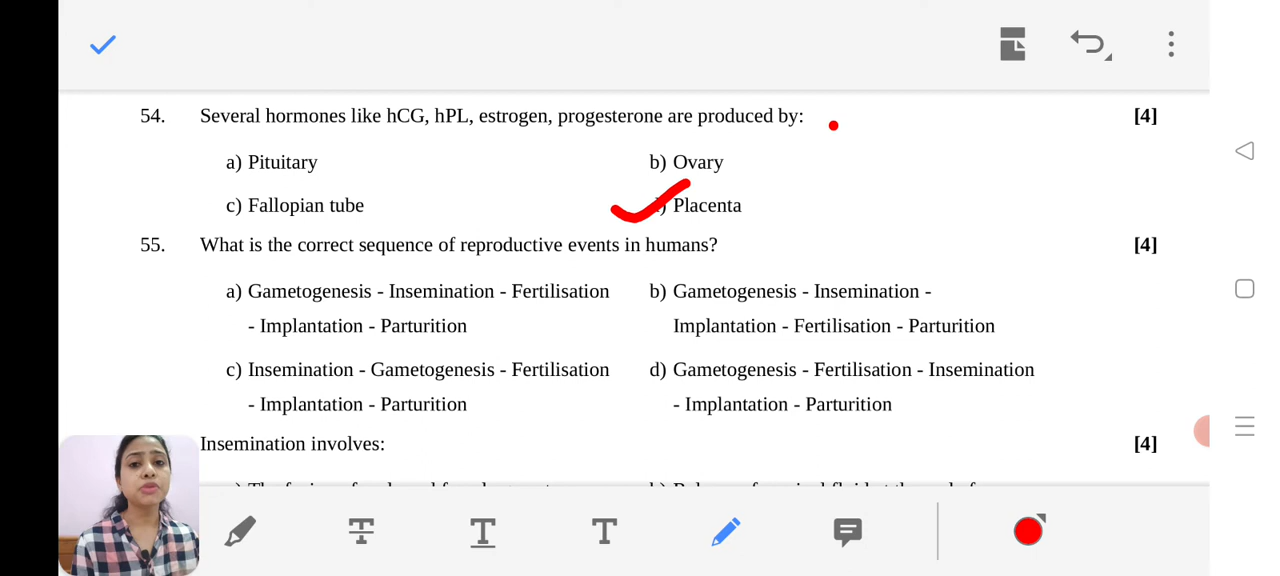 54. Several hormones like hCG, hPL, estrogen, progesterone are produced by: [4]
a) Pituitary b) Ovary
c) Fallopian tube d) Placenta
55. What is the correct sequence of reproductive events in humans? [4]
a) Gametogenesis - Insemination - Fertilisation b) Gametogenesis - Insemination -
- Implantation - Parturition Implantation - Fertilisation - Parturition
c) Insemination - Gametogenesis - Fertilisation d) Gametogenesis - Fertilisation - Insemination
- Implantation - Parturition - Implantation - Parturition
Insemination involves: [4]
T T T